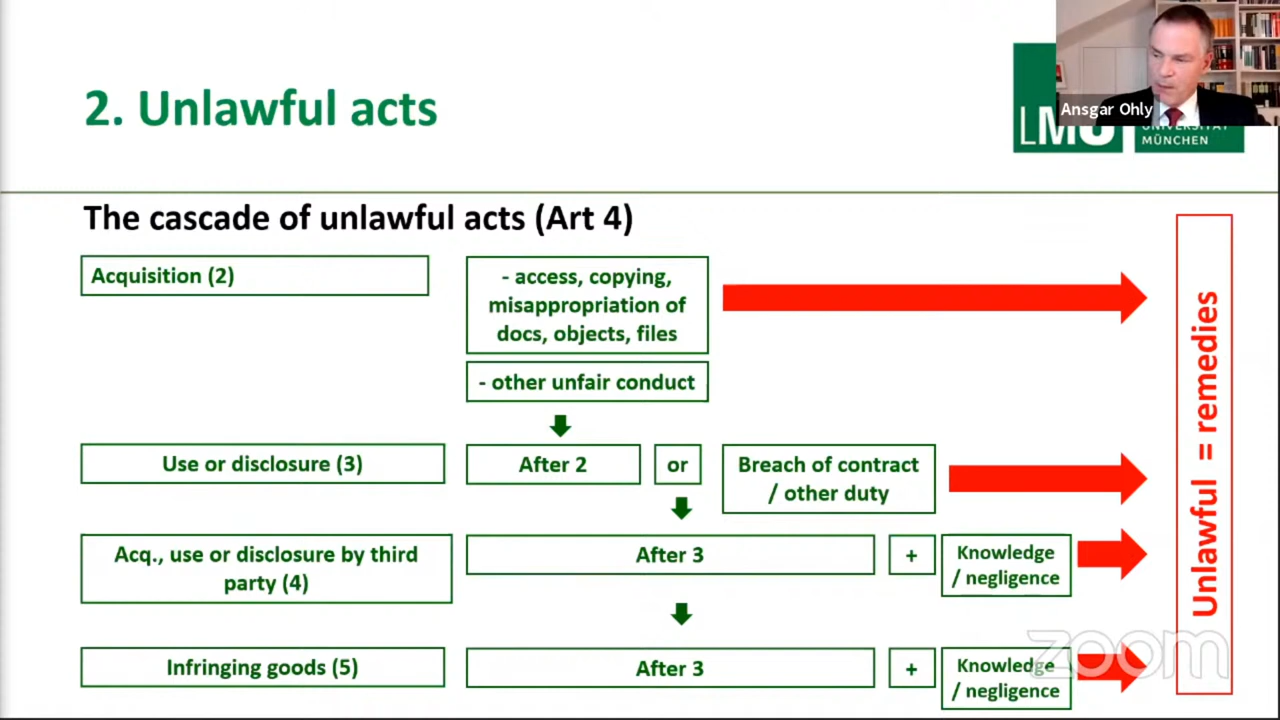 2. Unlawful acts
Ansgar Ohly
LMU
UNIVERSITÄT
MÜNCHEN
The cascade of unlawful acts (Art 4)
Acquisition (2)
- access, copying,
misappropriation of
docs, objects, files
- other unfair conduct
Use or disclosure (3)
After 2
or
Breach of contract
/ other duty
Acq., use or disclosure by third
party (4)
After 3
+
Knowledge
/ negligence
Infringing goods (5)
After 3
+
Knowledge
/ negligence
Unlawful = remedies
zoom